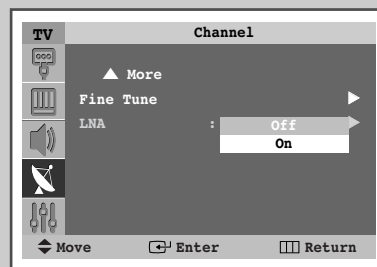 TV Channel
▲ More
Fine Tune ►
LNA : Off ►
On
Move Enter Return